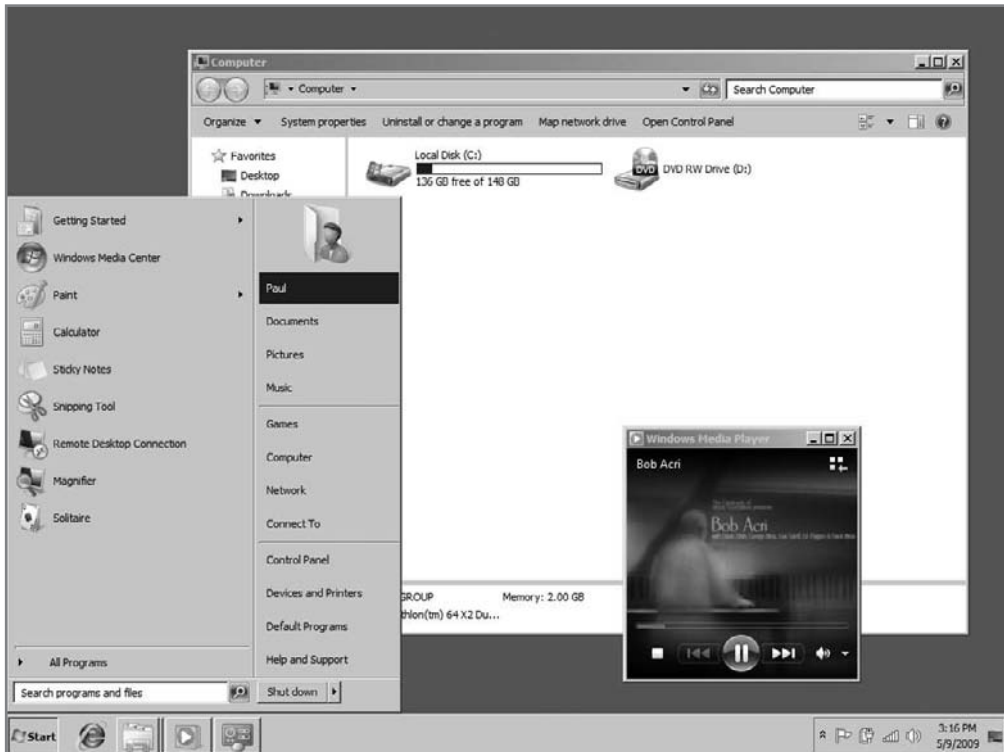 Computer
Computer
Search Computer
Organize
System properties
Uninstall or change a program
Map network drive
Open Control Panel
Favorites
Desktop
Downloads
Local Disk (C:)
136 GB free of 148 GB
DVD
DVD RW Drive (D:)
Getting Started
Windows Media Center
Paint
Calculator
Sticky Notes
Snipping Tool
Remote Desktop Connection
Magnifier
Solitaire
All Programs
Search programs and files
Paul
Documents
Pictures
Music
Games
Computer
Network
Connect To
Control Panel
Devices and Printers
Default Programs
Help and Support
Shut down
GROUP
Memory: 2.00 GB
thlon(tm) 64 X2 Du...
Windows Media Player
Bob Acri
Bob Acri
Start
3:16 PM
5/9/2009